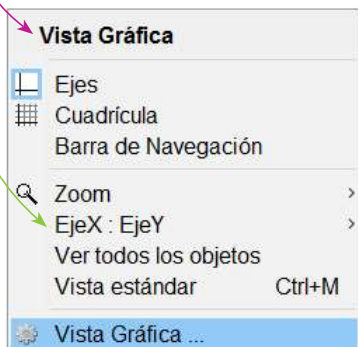 Vista Gráfica
Ejes
Cuadrícula
Barra de Navegación
Zoom
EjeX : EjeY
Ver todos los objetos
Vista estándar Ctrl+M
Vista Gráfica ...